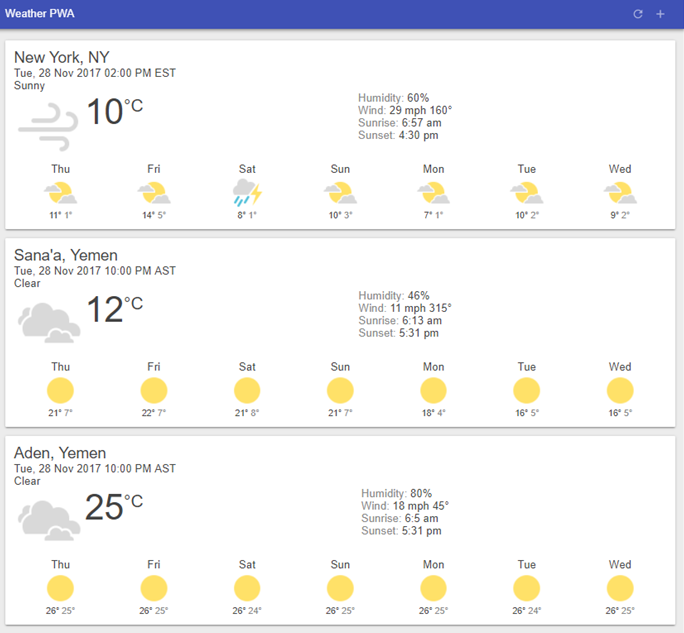 Weather PWA
New York, NY
Tue, 28 Nov 2017 02:00 PM EST
Sunny
10°C
Humidity: 60%
Wind: 29 mph 160°
Sunrise: 6:57 am
Sunset: 4:30 pm
Thu Fri Sat Sun Mon Tue Wed
11° 1° 14° 5° 8° 1° 10° 3° 7° 1° 10° 2° 9° 2°
Sana'a, Yemen
Tue, 28 Nov 2017 10:00 PM AST
Clear
12°C
Humidity: 46%
Wind: 11 mph 315°
Sunrise: 6:13 am
Sunset: 5:31 pm
Thu Fri Sat Sun Mon Tue Wed
21° 7° 22° 7° 21° 8° 21° 7° 18° 4° 16° 5° 16° 5°
Aden, Yemen
Tue, 28 Nov 2017 10:00 PM AST
Clear
25°C
Humidity: 80%
Wind: 18 mph 45°
Sunrise: 6:5 am
Sunset: 5:31 pm
Thu Fri Sat Sun Mon Tue Wed
26° 25° 26° 25° 26° 24° 26° 25° 26° 25° 26° 24° 26° 25°